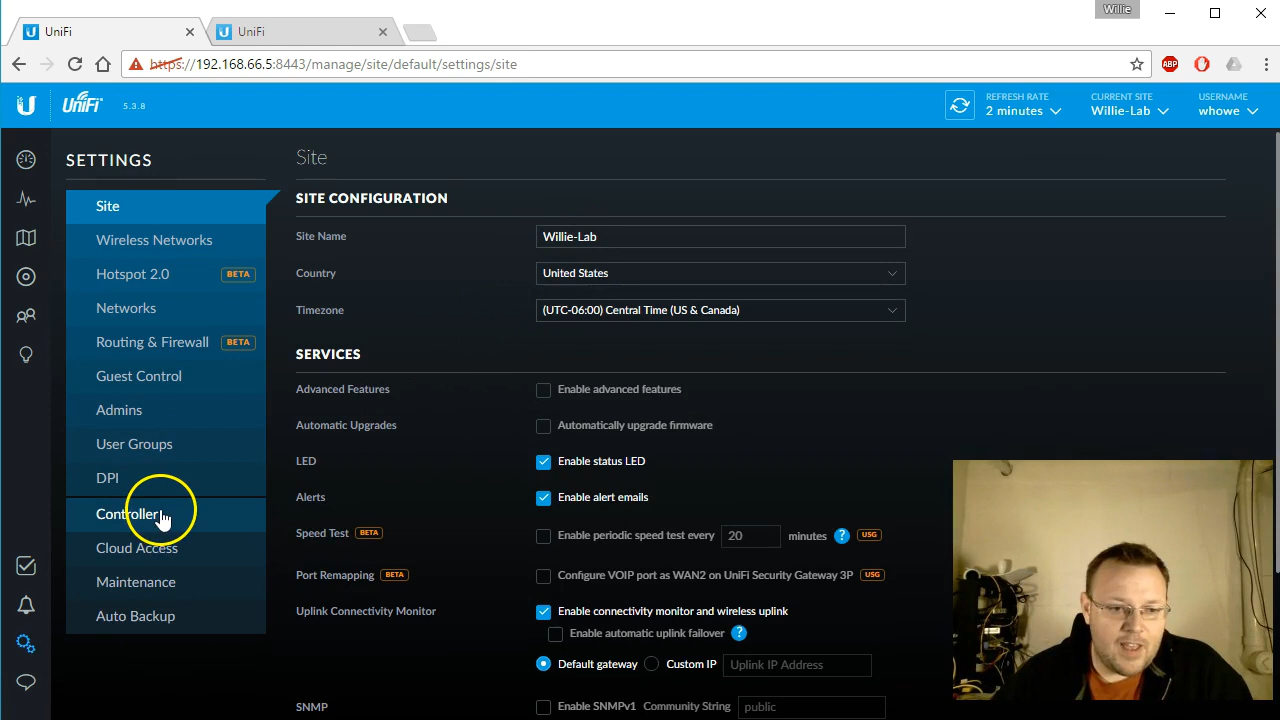 Willie
UniFi
UniFi
https://192.168.66.5:8443/manage/site/default/settings/site
ABP
UniFi 5.3.8
REFRESH RATE
2 minutes
CURRENT SITE
Willie-Lab
USERNAME
whowe
SETTINGS
Site
Wireless Networks
Hotspot 2.0 BETA
Networks
Routing & Firewall BETA
Guest Control
Admins
User Groups
DPI
Controller
Cloud Access
Maintenance
Auto Backup
Site
SITE CONFIGURATION
Site Name Willie-Lab
Country United States
Timezone (UTC-06:00) Central Time (US & Canada)
SERVICES
Advanced Features Enable advanced features
Automatic Upgrades Automatically upgrade firmware
LED Enable status LED
Alerts Enable alert emails
Speed Test BETA Enable periodic speed test every 20 minutes ? USG
Port Remapping BETA Configure VOIP port as WAN2 on UniFi Security Gateway 3P USG
Uplink Connectivity Monitor Enable connectivity monitor and wireless uplink
Enable automatic uplink failover ?
Default gateway Custom IP Uplink IP Address
SNMP Enable SNMPv1 Community String public